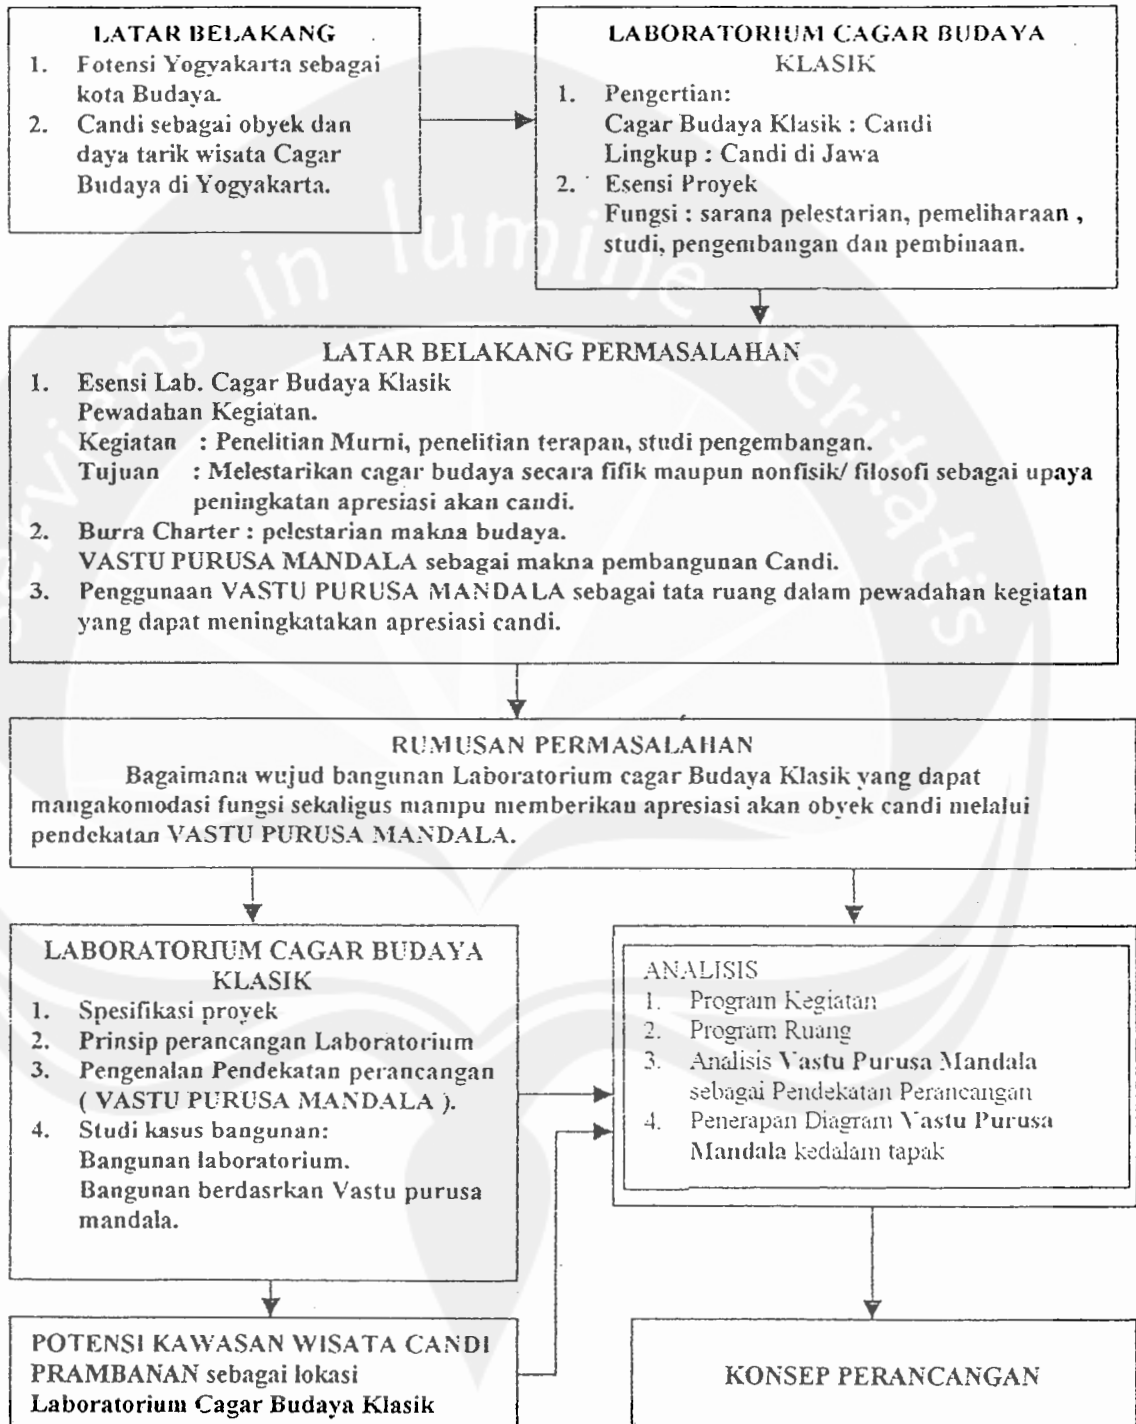 LATAR BELAKANG
1. Fotensi Yogyakarta sebagai
kota Budaya.
2. Candi sebagai obyek dan
daya tarik wisata Cagar
Budaya di Yogyakarta.
LABORATORIUM CAGAR BUDAYA
KLASIK
1. Pengertian:
Cagar Budaya Klasik : Candi
Lingkup : Candi di Jawa
2. Esensi Proyek
Fungsi : sarana pelestarian, pemeliharaan ,
studi, pengembangan dan pembinaan.
LATAR BELAKANG PERMASALAHAN
1. Esensi Lab. Cagar Budaya Klasik
Pewadahan Kegiatan.
Kegiatan : Penelitian Murni, penelitian terapan, studi pengembangan.
Tujuan : Melestarikan cagar budaya secara fifik maupun nonfisik/ filosofi sebagai upaya
peningkatan apresiasi akan candi.
2. Burra Charter : pelestarian makna budaya.
VASTU PURUSA MANDALA sebagai makna pembangunan Candi.
3. Penggunaan VASTU PURUSA MANDALA sebagai tata ruang dalam pewadahan kegiatan
yang dapat meningkatakan apresiasi candi.
RUMUSAN PERMASALAHAN
Bagaimana wujud bangunan Laboratorium cagar Budaya Klasik yang dapat
mangakomodasi fungsi sekaligus mampu memberikan apresiasi akan obyek candi melalui
pendekatan VASTU PURUSA MANDALA.
LABORATORIUM CAGAR BUDAYA
KLASIK
1. Spesifikasi proyek
2. Prinsip perancangan Laboratorium
3. Pengenalan Pendekatan perancangan
( VASTU PURUSA MANDALA ).
4. Studi kasus bangunan:
Bangunan laboratorium.
Bangunan berdasrkan Vastu purusa
mandala.
ANALISIS
1. Program Kegiatan
2. Program Ruang
3. Analisis Vastu Purusa Mandala
sebagai Pendekatan Perancangan
4. Penerapan Diagram Vastu Purusa
Mandala kedalam tapak
POTENSI KAWASAN WISATA CANDI
PRAMBANAN sebagai lokasi
Laboratorium Cagar Budaya Klasik
KONSEP PERANCANGAN
serviens in lumine veritatis